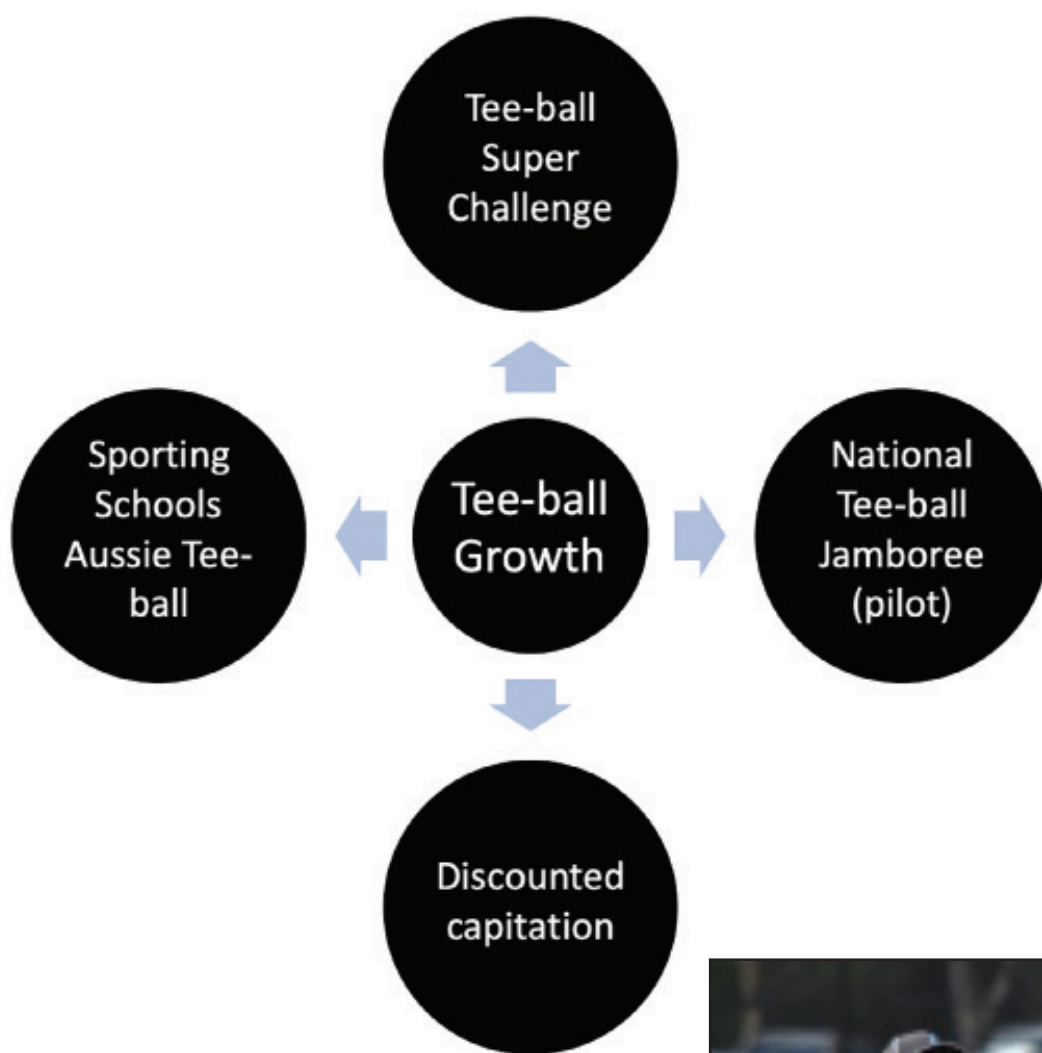 Tee-ball
Super
Challenge
Sporting
Schools
Aussie Tee-
ball
Tee-ball
Growth
National
Tee-ball
Jamboree
(pilot)
Discounted
capitation